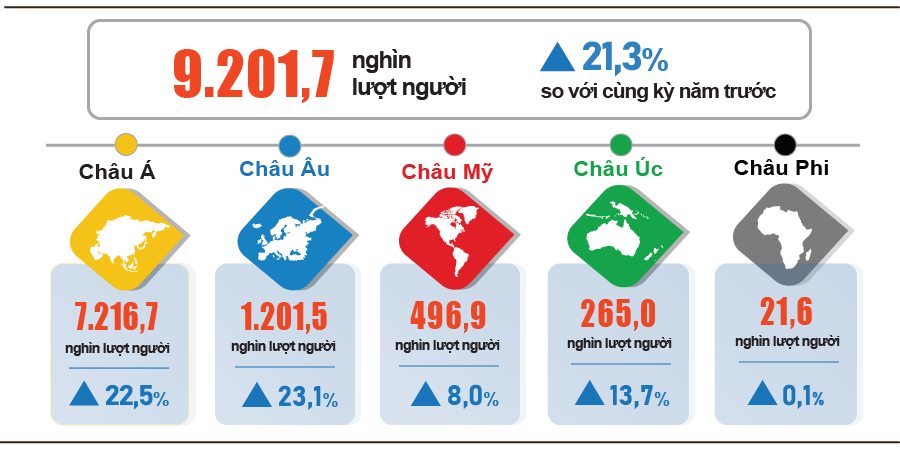 9.201,7
nghìn
lượt người
21,3%
so với cùng kỳ năm trước
Châu Á
Châu Âu
Châu Mỹ
Châu Úc
Châu Phi
7.216,7
nghìn lượt người
22,5%
1.201,5
nghìn lượt người
23,1%
496,9
nghìn lượt người
8,0%
265,0
nghìn lượt người
13,7%
21,6
nghìn lượt người
0,1%